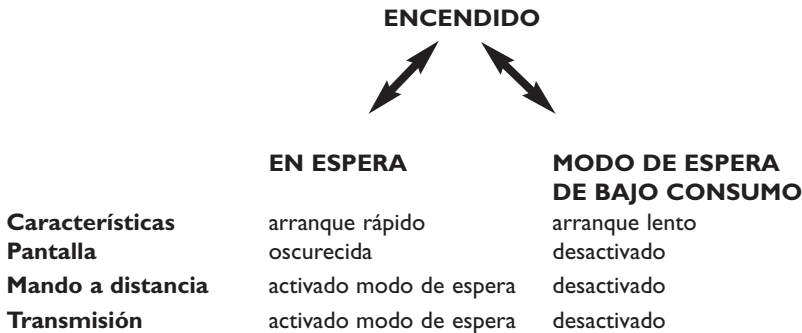 ENCENDIDO
EN ESPERA MODO DE ESPERA
DE BAJO CONSUMO
Características arranque rápido arranque lento
Pantalla oscurecida desactivado
Mando a distancia activado modo de espera desactivado
Transmisión activado modo de espera desactivado